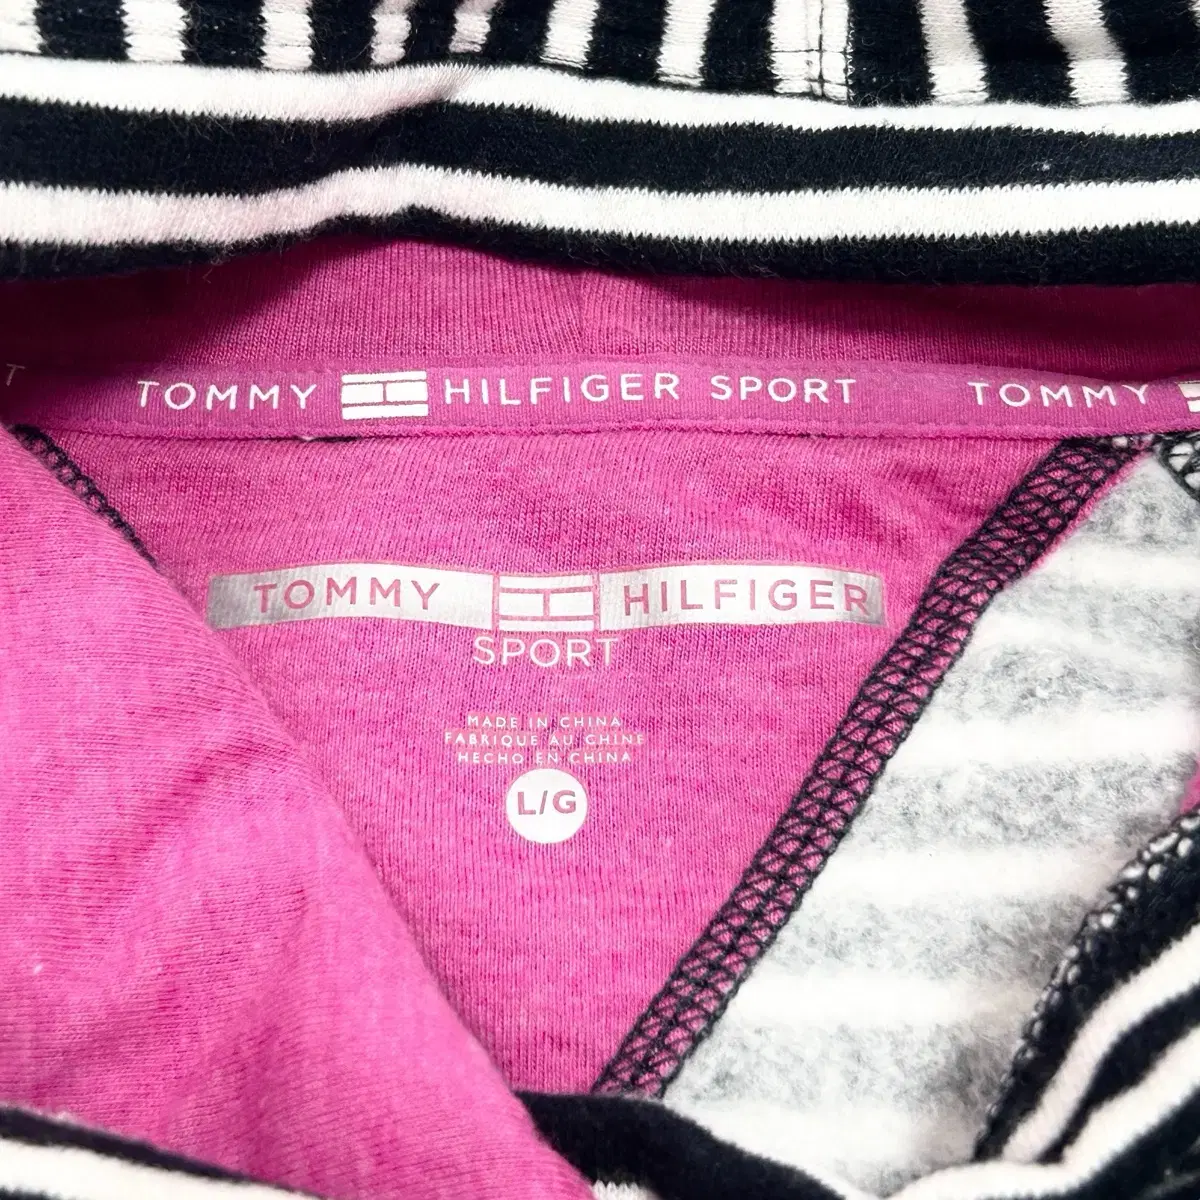 T TOMMY HILFIGER SPORT TOMMY
TOMMY HILFIGER
SPORT
MADE IN CHINA
FABRIQUE AU CHINE
HECHO EN CHINA
L/G